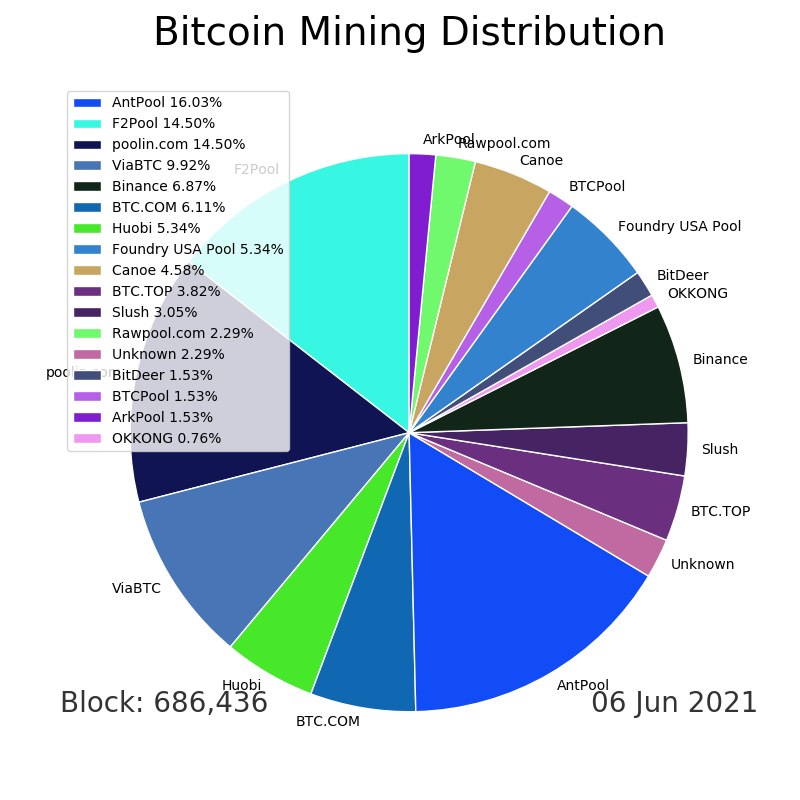 Bitcoin Mining Distribution
AntPool 16.03%
F2Pool 14.50%
poolin.com 14.50%
ViaBTC 9.92%
Binance 6.87%
BTC.COM 6.11%
Huobi 5.34%
Foundry USA Pool 5.34%
Canoe 4.58%
BTC.TOP 3.82%
Slush 3.05%
Rawpool.com 2.29%
Unknown 2.29%
BitDeer 1.53%
BTCPool 1.53%
ArkPool 1.53%
OKKONG 0.76%
F2Pool
poolin.com
ViaBTC
Huobi
BTC.COM
AntPool
Unknown
BTC.TOP
Slush
Binance
OKKONG
BitDeer
Foundry USA Pool
BTCPool
Canoe
Rawpool.com
ArkPool
Block: 686,436
06 Jun 2021